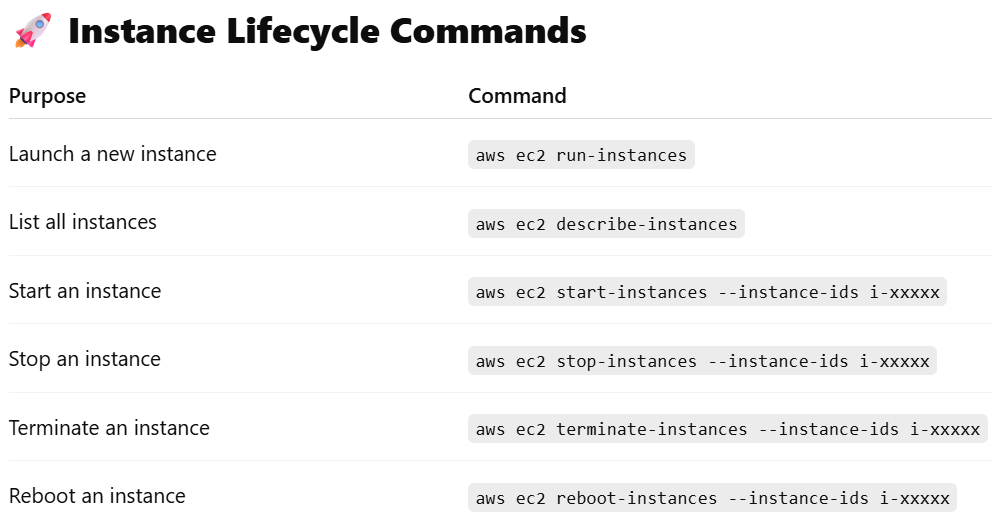 🚀 Instance Lifecycle Commands
Purpose Command
Launch a new instance aws ec2 run-instances
List all instances aws ec2 describe-instances
Start an instance aws ec2 start-instances --instance-ids i-xxxxx
Stop an instance aws ec2 stop-instances --instance-ids i-xxxxx
Terminate an instance aws ec2 terminate-instances --instance-ids i-xxxxx
Reboot an instance aws ec2 reboot-instances --instance-ids i-xxxxx